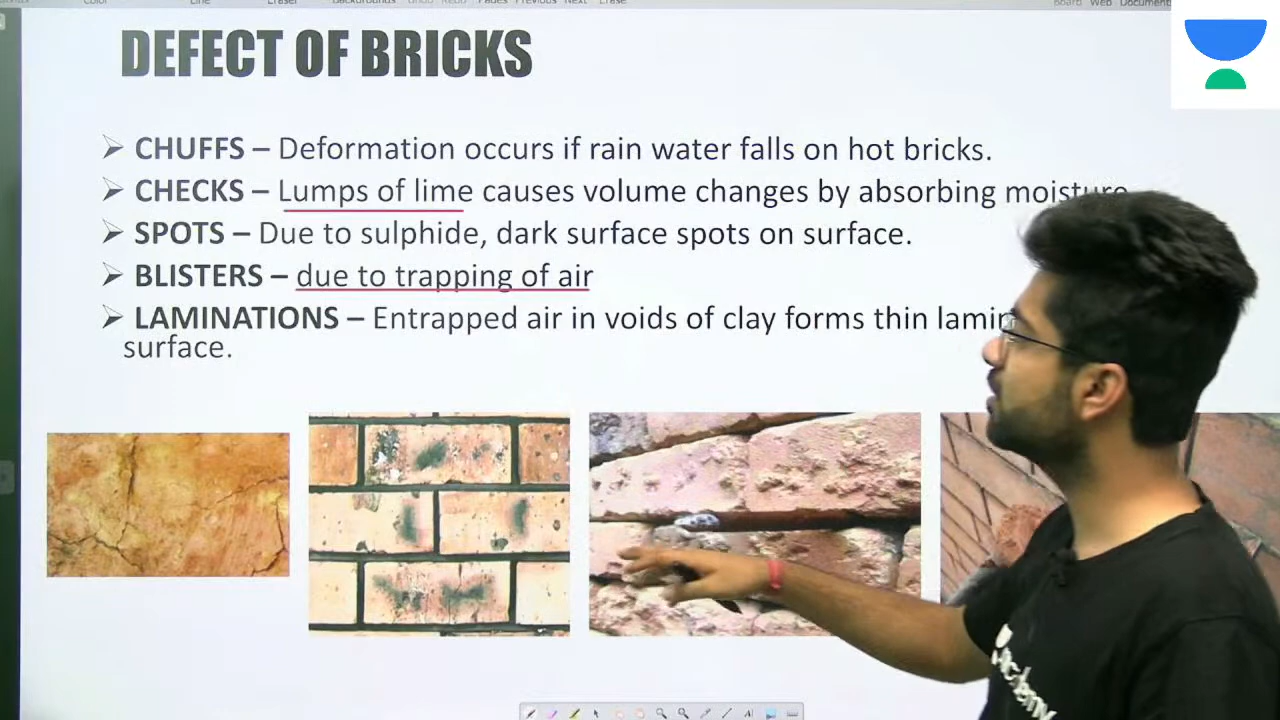 Color Line Eraser Backgrounds Undo Redo Pages Previous Next Erase Board Web Document
DEFECT OF BRICKS
➢ CHUFFS – Deformation occurs if rain water falls on hot bricks.
➢ CHECKS – Lumps of lime causes volume changes by absorbing moisture
➢ SPOTS – Due to sulphide, dark surface spots on surface.
➢ BLISTERS – due to trapping of air
➢ LAMINATIONS – Entrapped air in voids of clay forms thin lamin
surface.